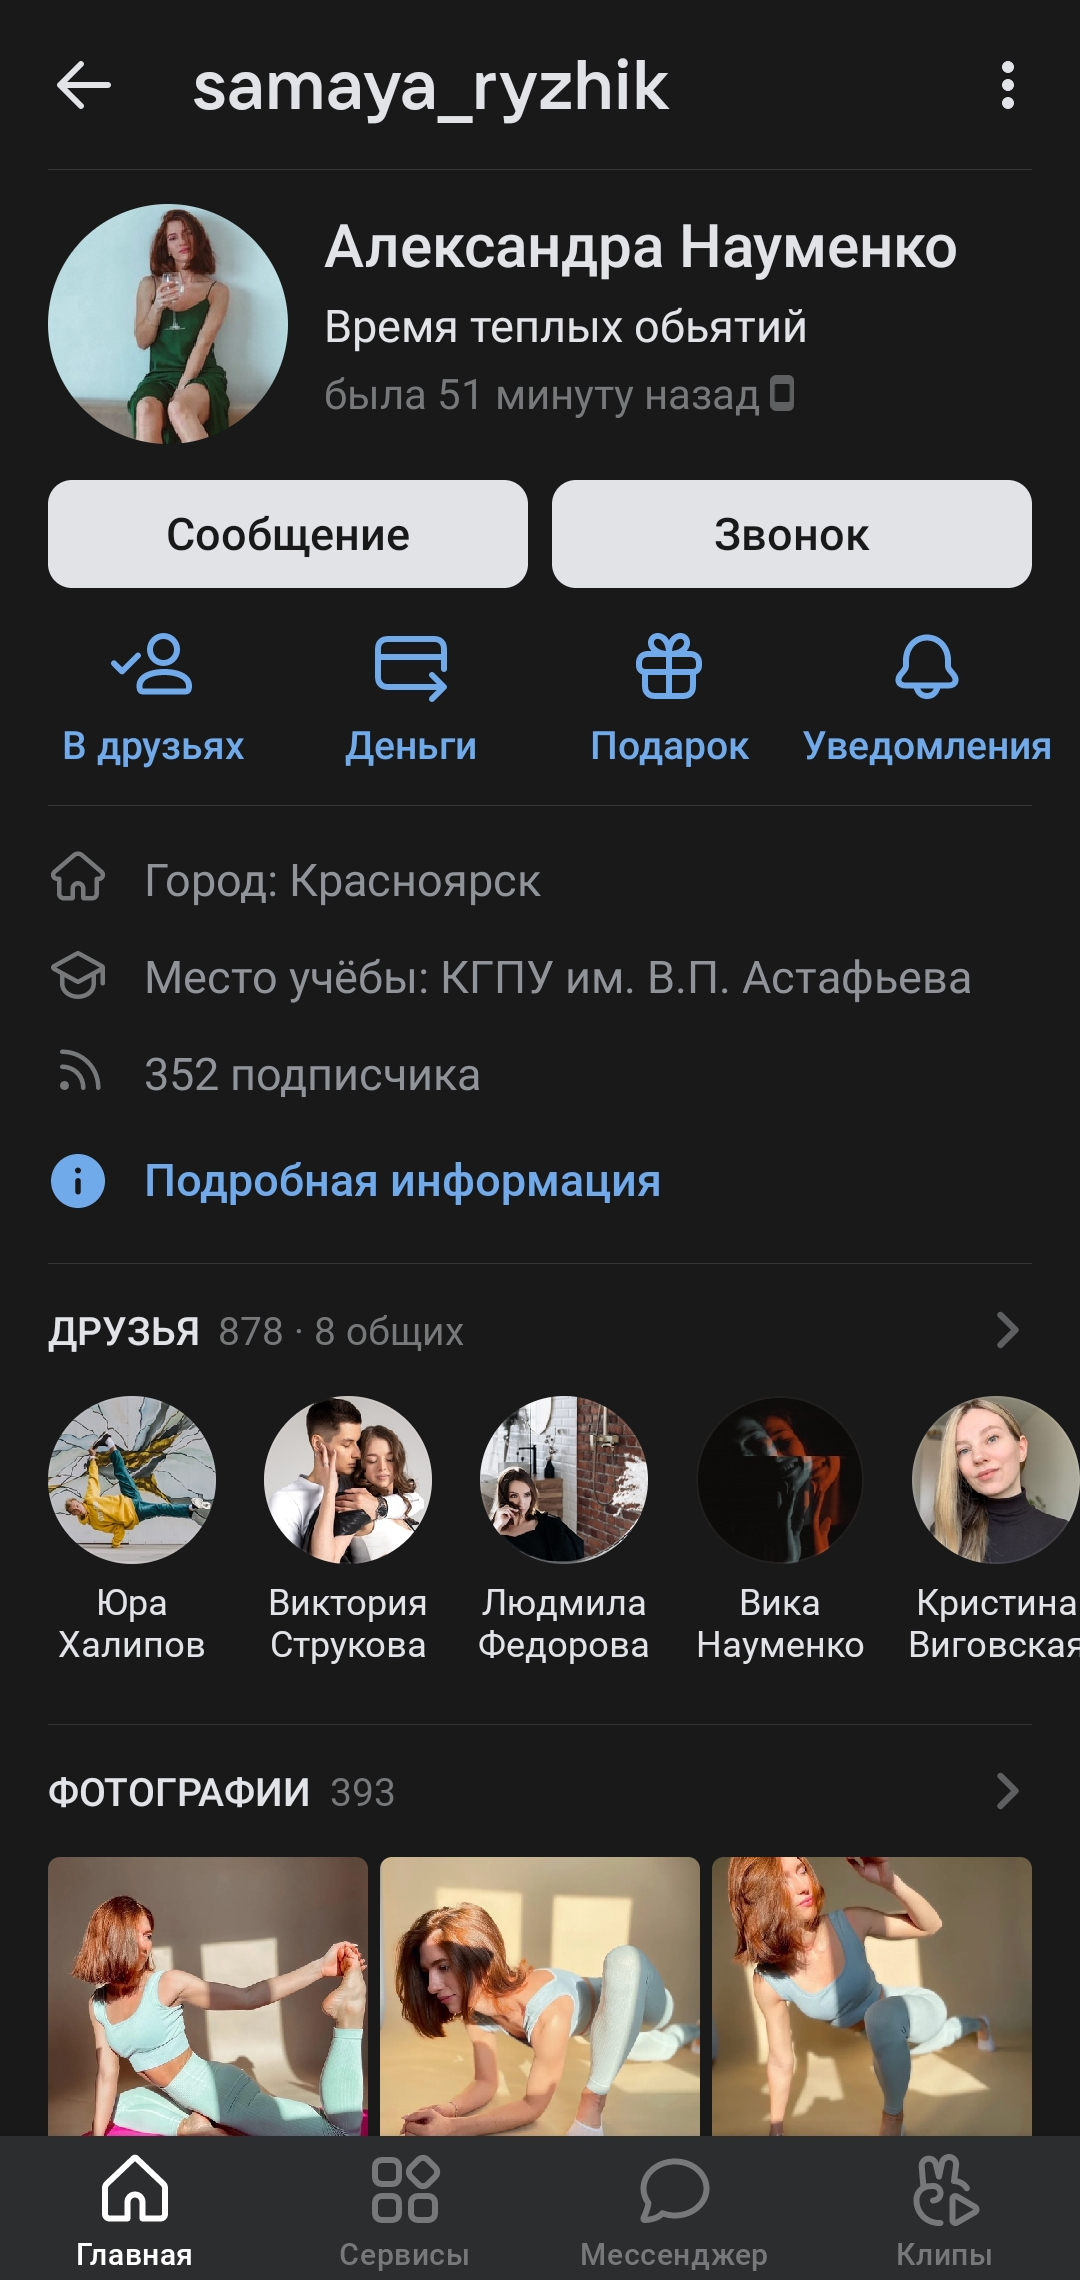 samaya_ryzhik
Александра Науменко
Время теплых обьятий
была 51 минуту назад
Сообщение
Звонок
В друзьях
Деньги
Подарок
Уведомления
Город: Красноярск
Место учёбы: КГПУ им. В.П. Астафьева
352 подписчика
Подробная информация
ДРУЗЬЯ 878 · 8 общих
Юра
Халипов
Виктория
Струкова
Людмила
Федорова
Вика
Науменко
Кристина
Виговская
ФОТОГРАФИИ 393
Главная
Сервисы
Мессенджер
Клипы